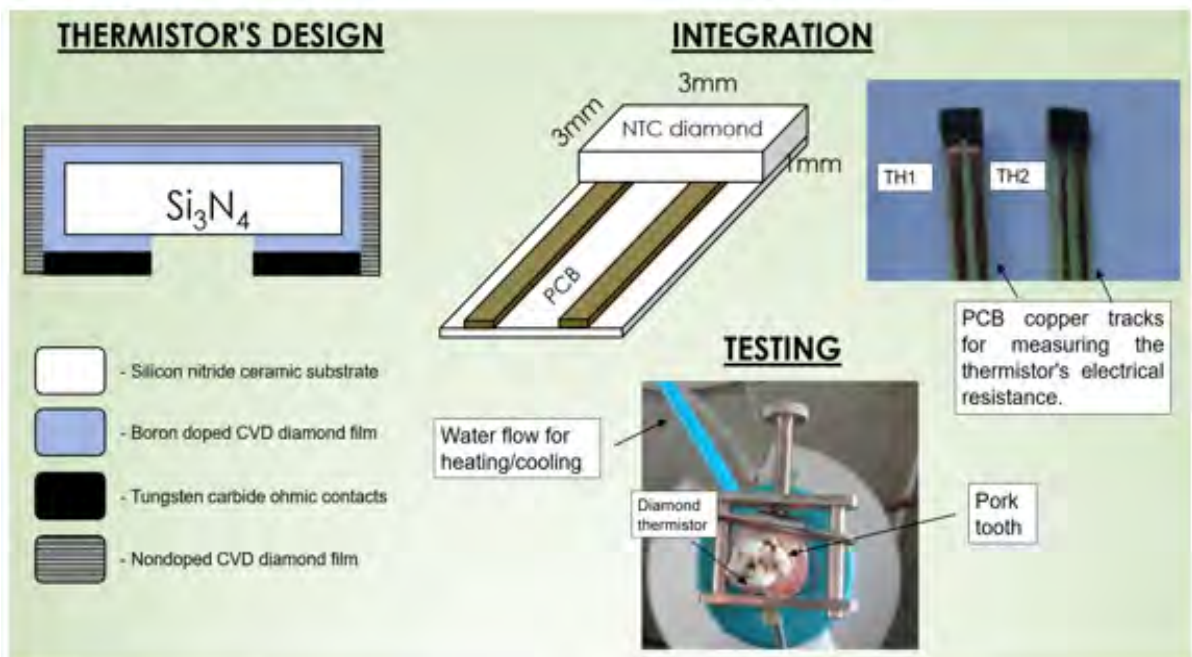 THERMISTOR'S DESIGN
Si₃N₄
- Silicon nitride ceramic substrate
- Boron doped CVD diamond film
- Tungsten carbide ohmic contacts
- Nondoped CVD diamond film
INTEGRATION
3mm
3mm
NTC diamond
1mm
PCB
TH1
TH2
PCB copper tracks
for measuring the
thermistor's electrical
resistance.
TESTING
Water flow for
heating/cooling
Diamond
thermistor
Pork
tooth